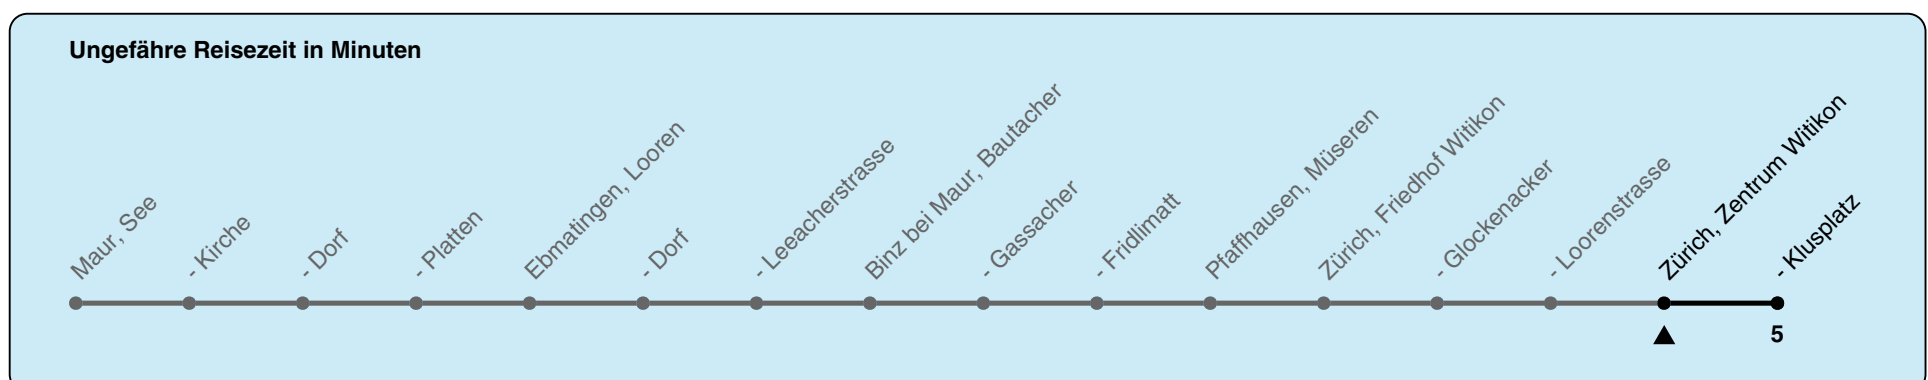 Ungefähre Reisezeit in Minuten
Maur, See
- Kirche
- Dorf
- Platten
Ebmatingen, Looren
- Dorf
- Leeacherstrasse
Binz bei Maur, Bautacher
- Gassacher
- Fridlimatt
Pfaffhausen, Müseren
Zürich, Friedhof Witikon
- Glockenacker
- Loorenstrasse
Zürich, Zentrum Witikon
- Klusplatz
5